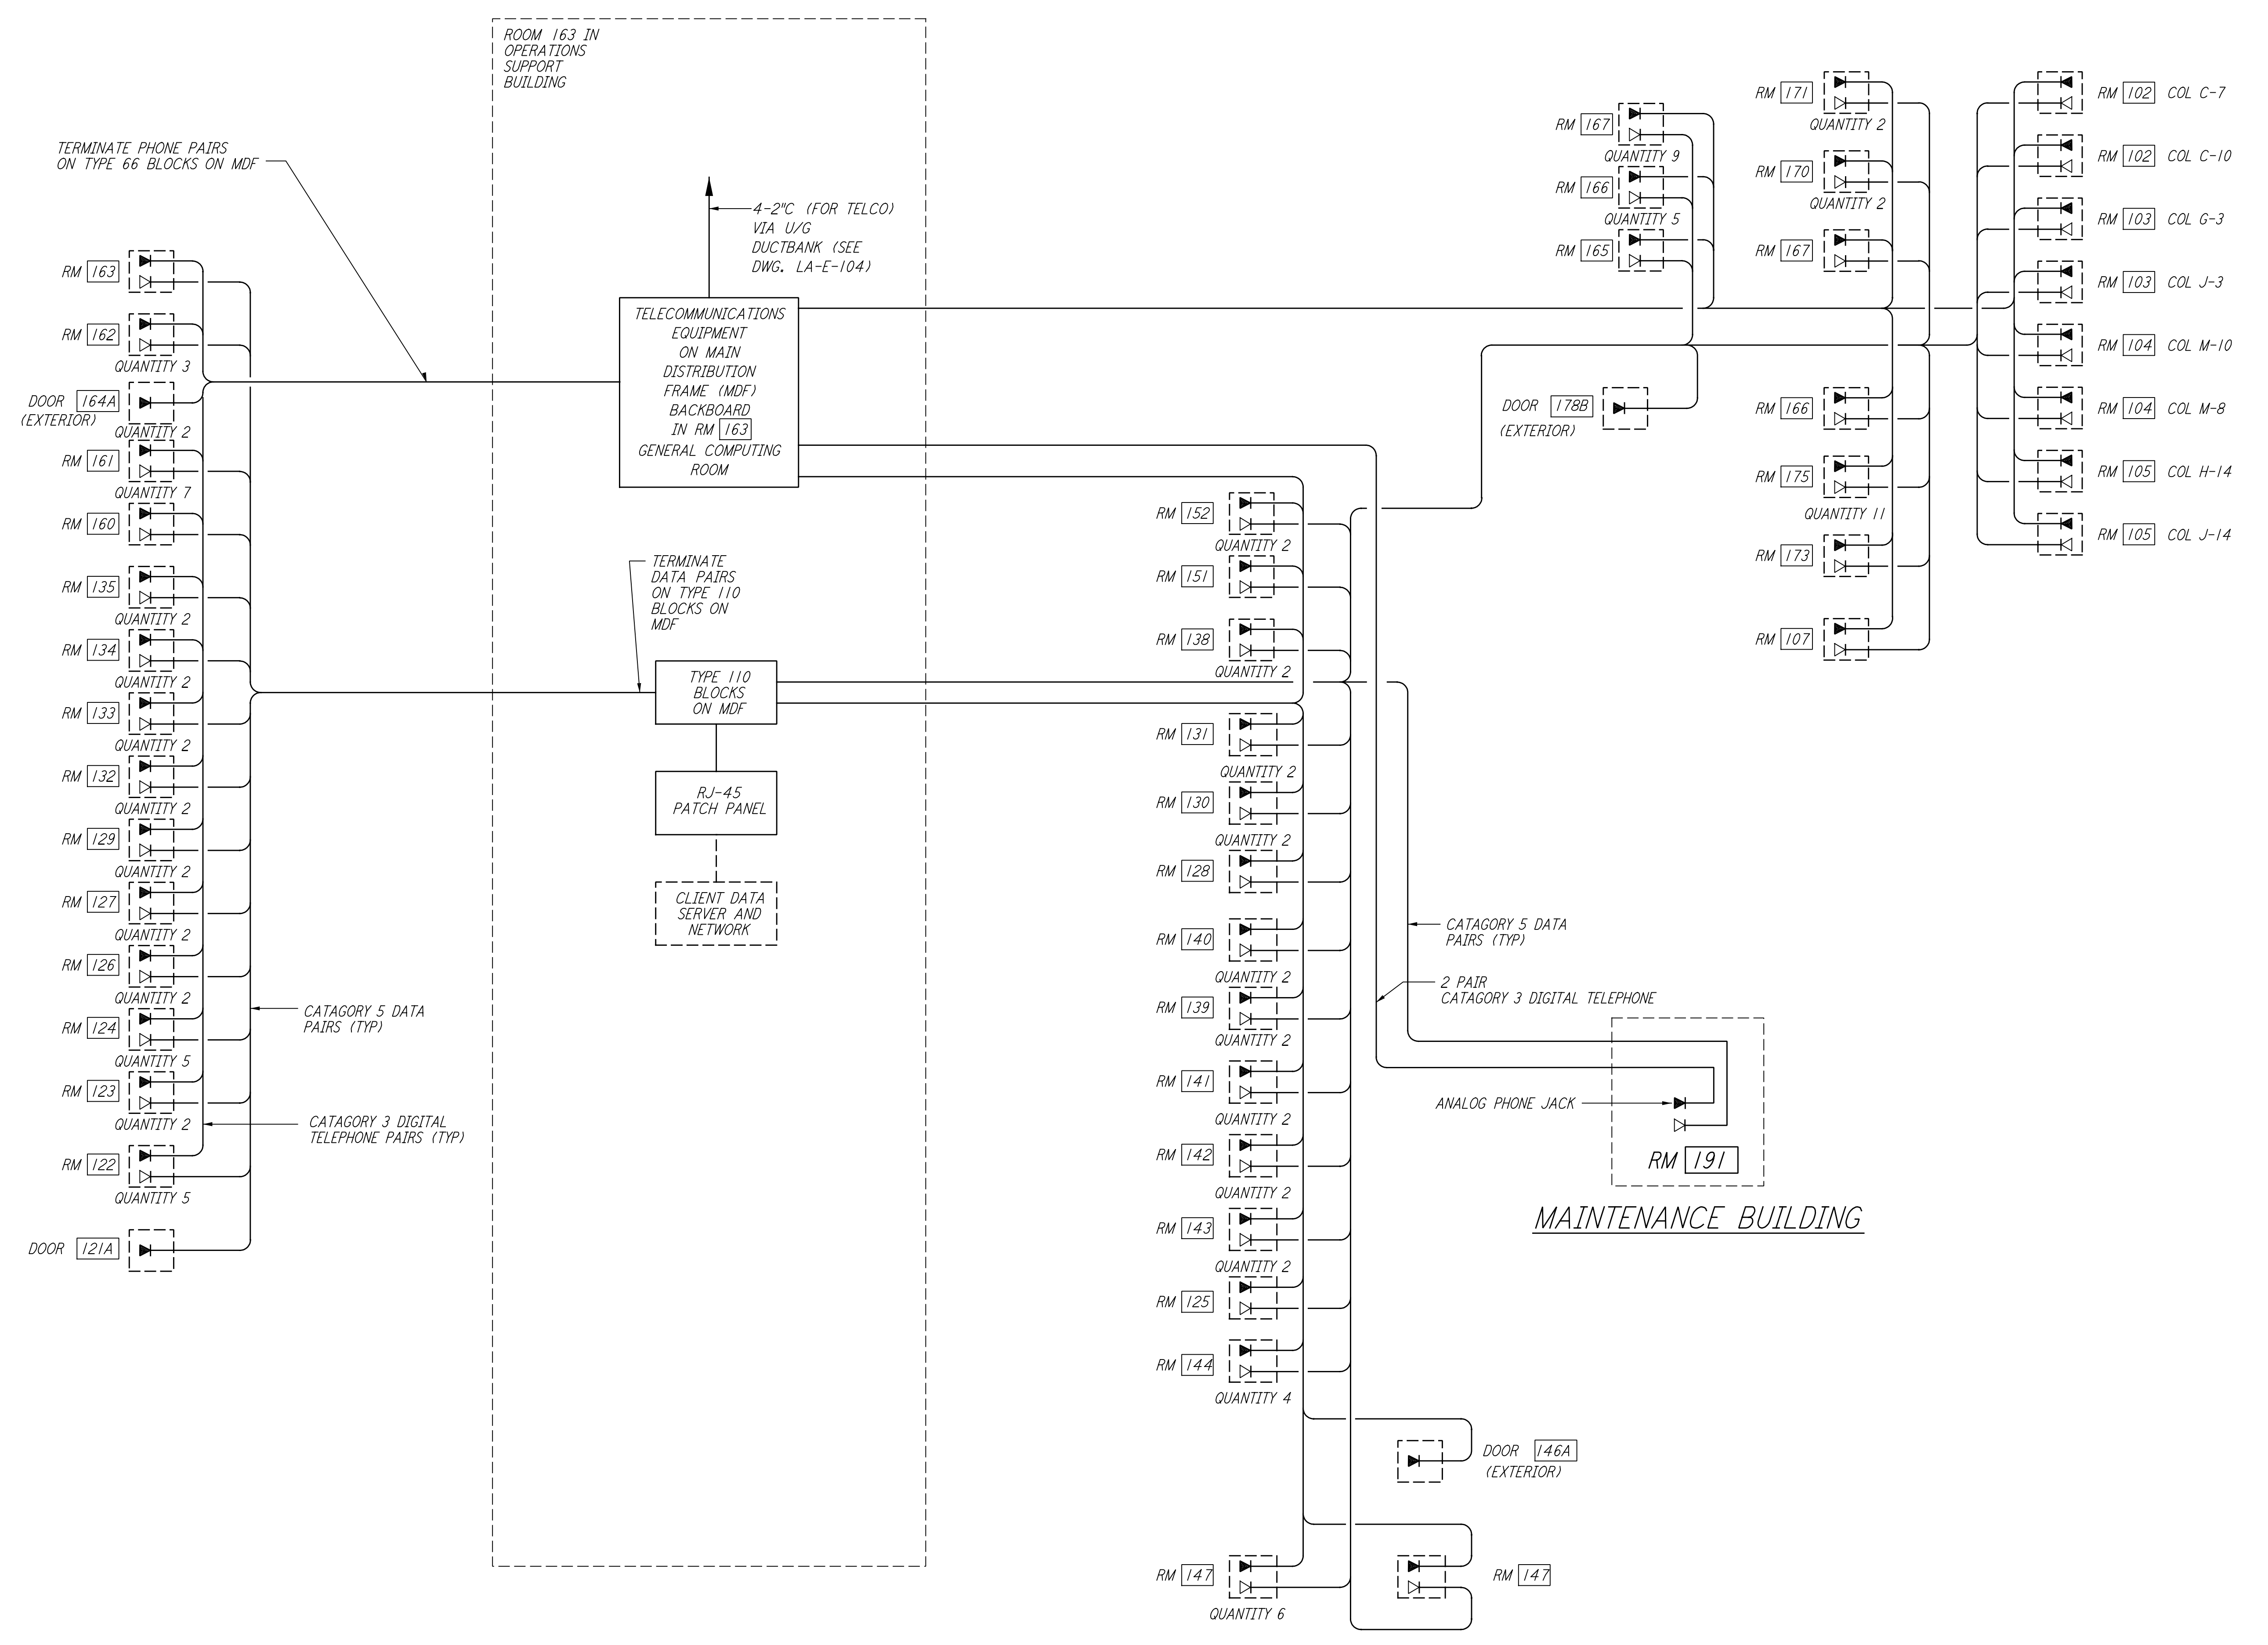 ROOM 163 IN
OPERATIONS
SUPPORT
BUILDING
TERMINATE PHONE PAIRS
ON TYPE 66 BLOCKS ON MDF
4-2"C (FOR TELCO)
VIA U/G
DUCTBANK (SEE
DWG. LA-E-104)
TELECOMMUNICATIONS
EQUIPMENT
ON MAIN
DISTRIBUTION
FRAME (MDF)
BACKBOARD
IN RM 163
GENERAL COMPUTING
ROOM
TERMINATE
DATA PAIRS
ON TYPE 110
BLOCKS ON
MDF
TYPE 110
BLOCKS
ON MDF
RJ-45
PATCH PANEL
CLIENT DATA
SERVER AND
NETWORK
RM 163
RM 162
QUANTITY 3
DOOR 164A
(EXTERIOR)
QUANTITY 2
RM 161
QUANTITY 7
RM 160
RM 135
QUANTITY 2
RM 134
QUANTITY 2
RM 133
QUANTITY 2
RM 132
QUANTITY 2
RM 129
QUANTITY 2
RM 127
QUANTITY 2
RM 126
QUANTITY 2
RM 124
QUANTITY 5
RM 123
QUANTITY 2
RM 122
QUANTITY 5
DOOR 121A
CATAGORY 5 DATA
PAIRS (TYP)
CATAGORY 3 DIGITAL
TELEPHONE PAIRS (TYP)
RM 152
QUANTITY 2
RM 151
RM 138
QUANTITY 2
RM 131
QUANTITY 2
RM 130
QUANTITY 2
RM 128
RM 140
QUANTITY 2
RM 139
QUANTITY 2
RM 141
QUANTITY 2
RM 142
QUANTITY 2
RM 143
QUANTITY 2
RM 125
RM 144
QUANTITY 4
DOOR 146A
(EXTERIOR)
RM 147
QUANTITY 6
RM 147
RM 167
QUANTITY 9
RM 166
QUANTITY 5
RM 165
DOOR 178B
(EXTERIOR)
RM 171
QUANTITY 2
RM 170
QUANTITY 2
RM 167
RM 166
RM 175
QUANTITY 11
RM 173
RM 107
RM 102 COL C-7
RM 102 COL C-10
RM 103 COL G-3
RM 103 COL J-3
RM 104 COL M-10
RM 104 COL M-8
RM 105 COL H-14
RM 105 COL J-14
CATAGORY 5 DATA
PAIRS (TYP)
2 PAIR
CATAGORY 3 DIGITAL TELEPHONE
ANALOG PHONE JACK
RM 191
MAINTENANCE BUILDING